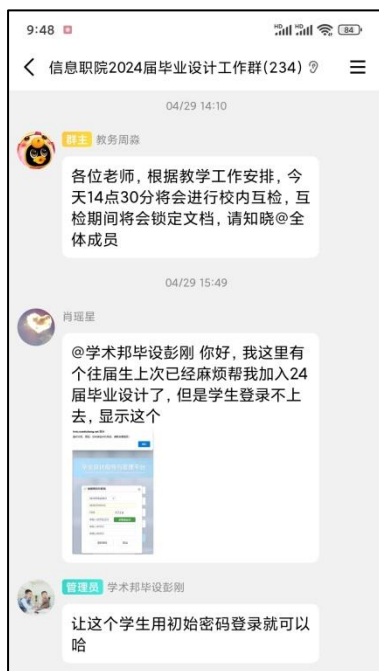 9:48
HD HD 84
信息职院2024届毕业设计工作群(234)
04/29 14:10
群主 教务周淼
各位老师，根据教学工作安排，今
天14点30分将会进行校内互检，互
检期间将会锁定文档，请知晓@全
体成员
04/29 15:49
肖瑶星
@学术邦毕设彭刚 你好，我这里有
个往届生上次已经麻烦帮我加入24
届毕业设计了，但是学生登录不上
去，显示这个
管理员 学术邦毕设彭刚
让这个学生用初始密码登录就可以
哈